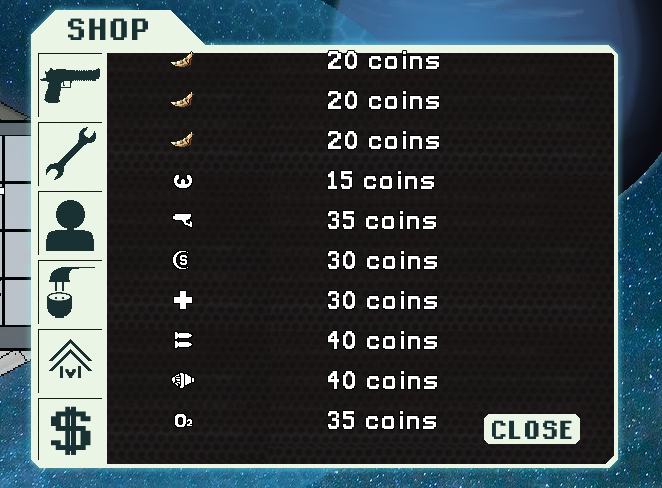 SHOP
20 coins
20 coins
20 coins
15 coins
35 coins
S 30 coins
30 coins
40 coins
40 coins
O₂ 35 coins
lvl
$
CLOSE